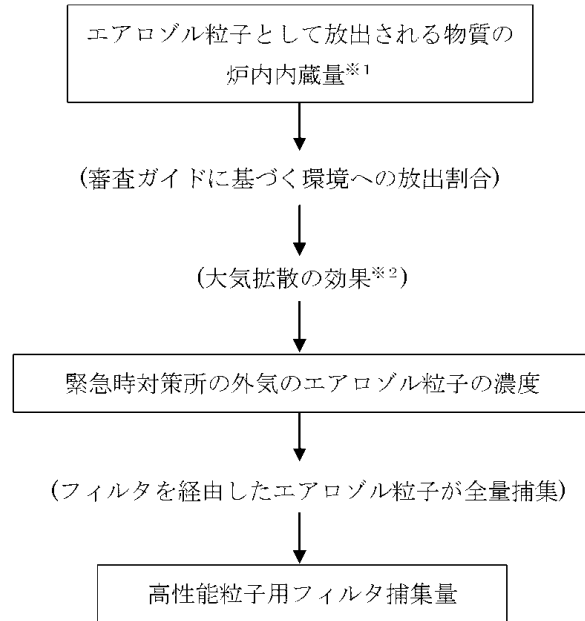 エアロゾル粒子として放出される物質の
炉内内蔵量※1
(審査ガイドに基づく環境への放出割合)
(大気拡散の効果※2)
緊急時対策所の外気のエアロゾル粒子の濃度
(フィルタを経由したエアロゾル粒子が全量捕集)
高性能粒子用フィルタ捕集量